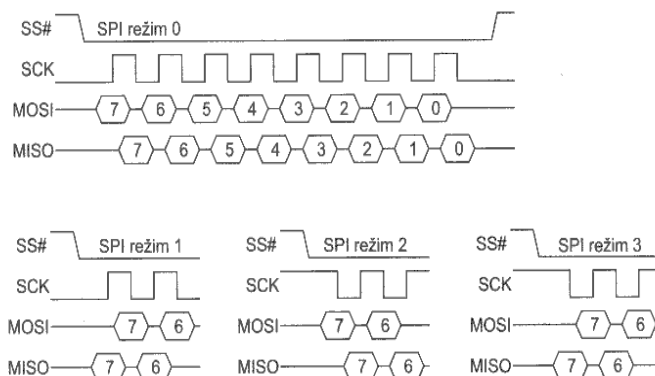 SS# SPI režim 0
SCK
MOSI 7 6 5 4 3 2 1 0
MISO 7 6 5 4 3 2 1 0
SS# SPI režim 1
SCK
MOSI 7 6
MISO 7 6
SS# SPI režim 2
SCK
MOSI 7 6
MISO 7 6
SS# SPI režim 3
SCK
MOSI 7 6
MISO 7 6